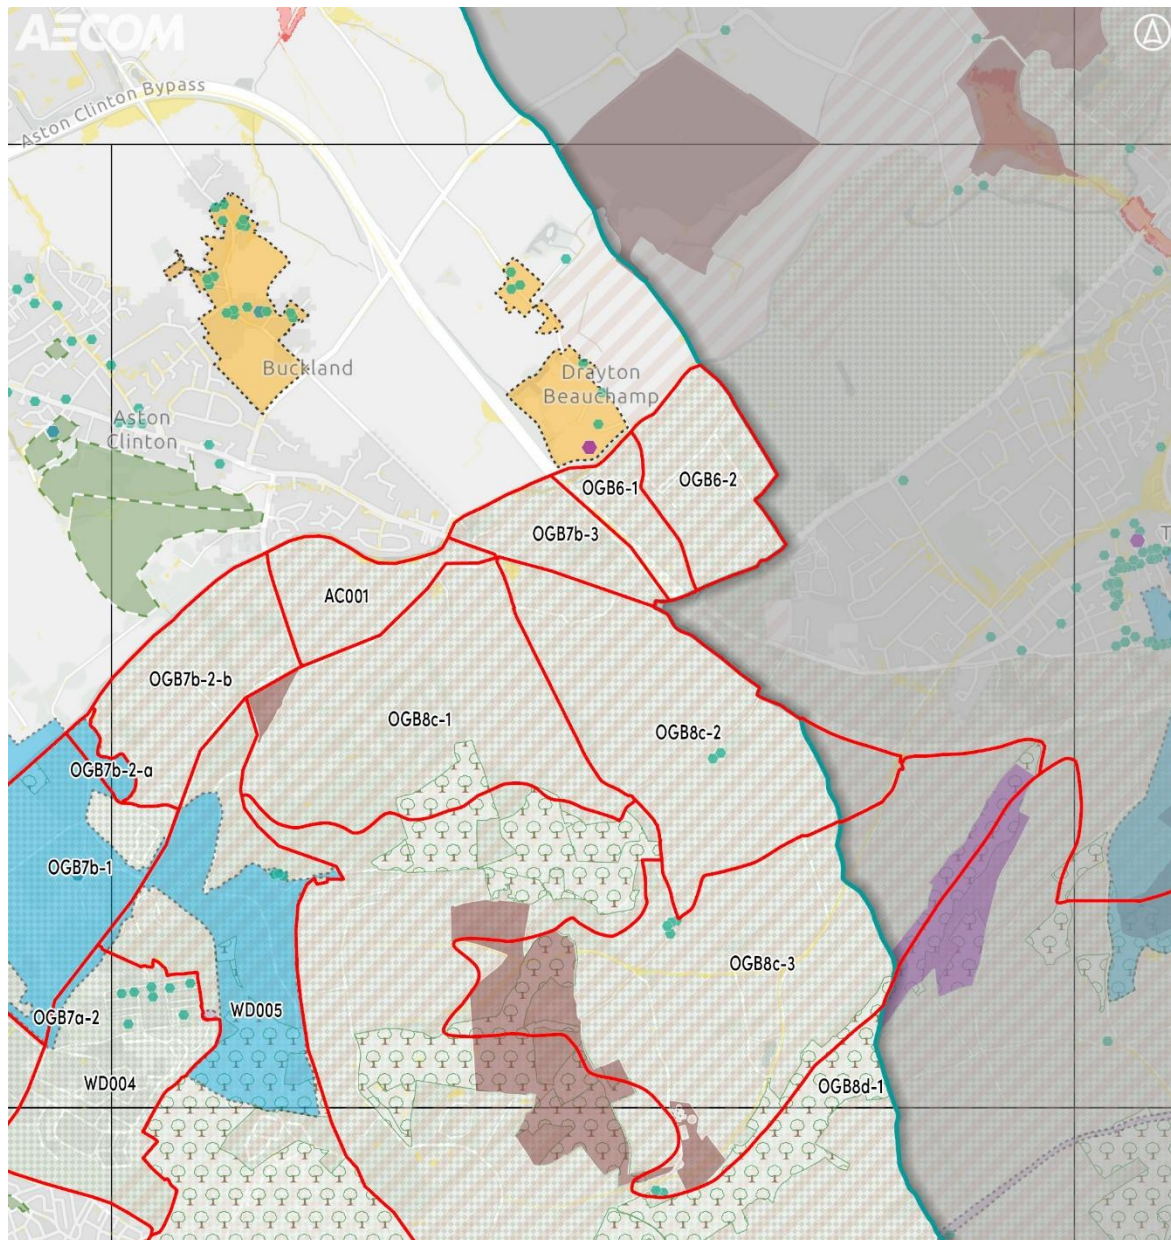 AECOM
Aston Clinton Bypass
Buckland
Drayton
Beauchamp
Aston
Clinton
OGB6-1
OGB6-2
OGB7b-3
T
AC001
OGB7b-2-b
OGB8c-1
OGB8c-2
OGB7b-2-a
OGB7b-1
OGB8c-3
WD005
OGB7a-2
WD004
OGB8d-1